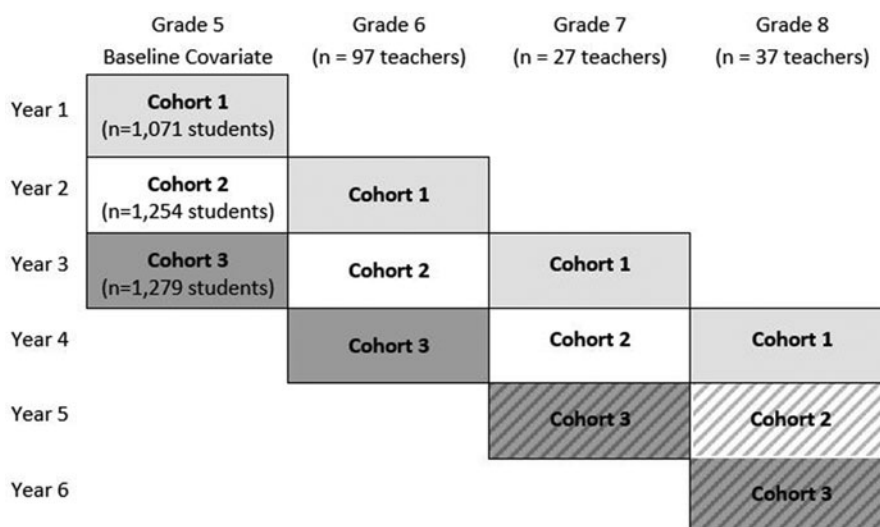 Grade 5 Grade 6 Grade 7 Grade 8
Baseline Covariate (n = 97 teachers) (n = 27 teachers) (n = 37 teachers)
Year 1 Cohort 1
(n=1,071 students)
Year 2 Cohort 2 Cohort 1
(n=1,254 students)
Year 3 Cohort 3 Cohort 2 Cohort 1
(n=1,279 students)
Year 4 Cohort 3 Cohort 2 Cohort 1
Year 5 Cohort 3 Cohort 2
Year 6 Cohort 3